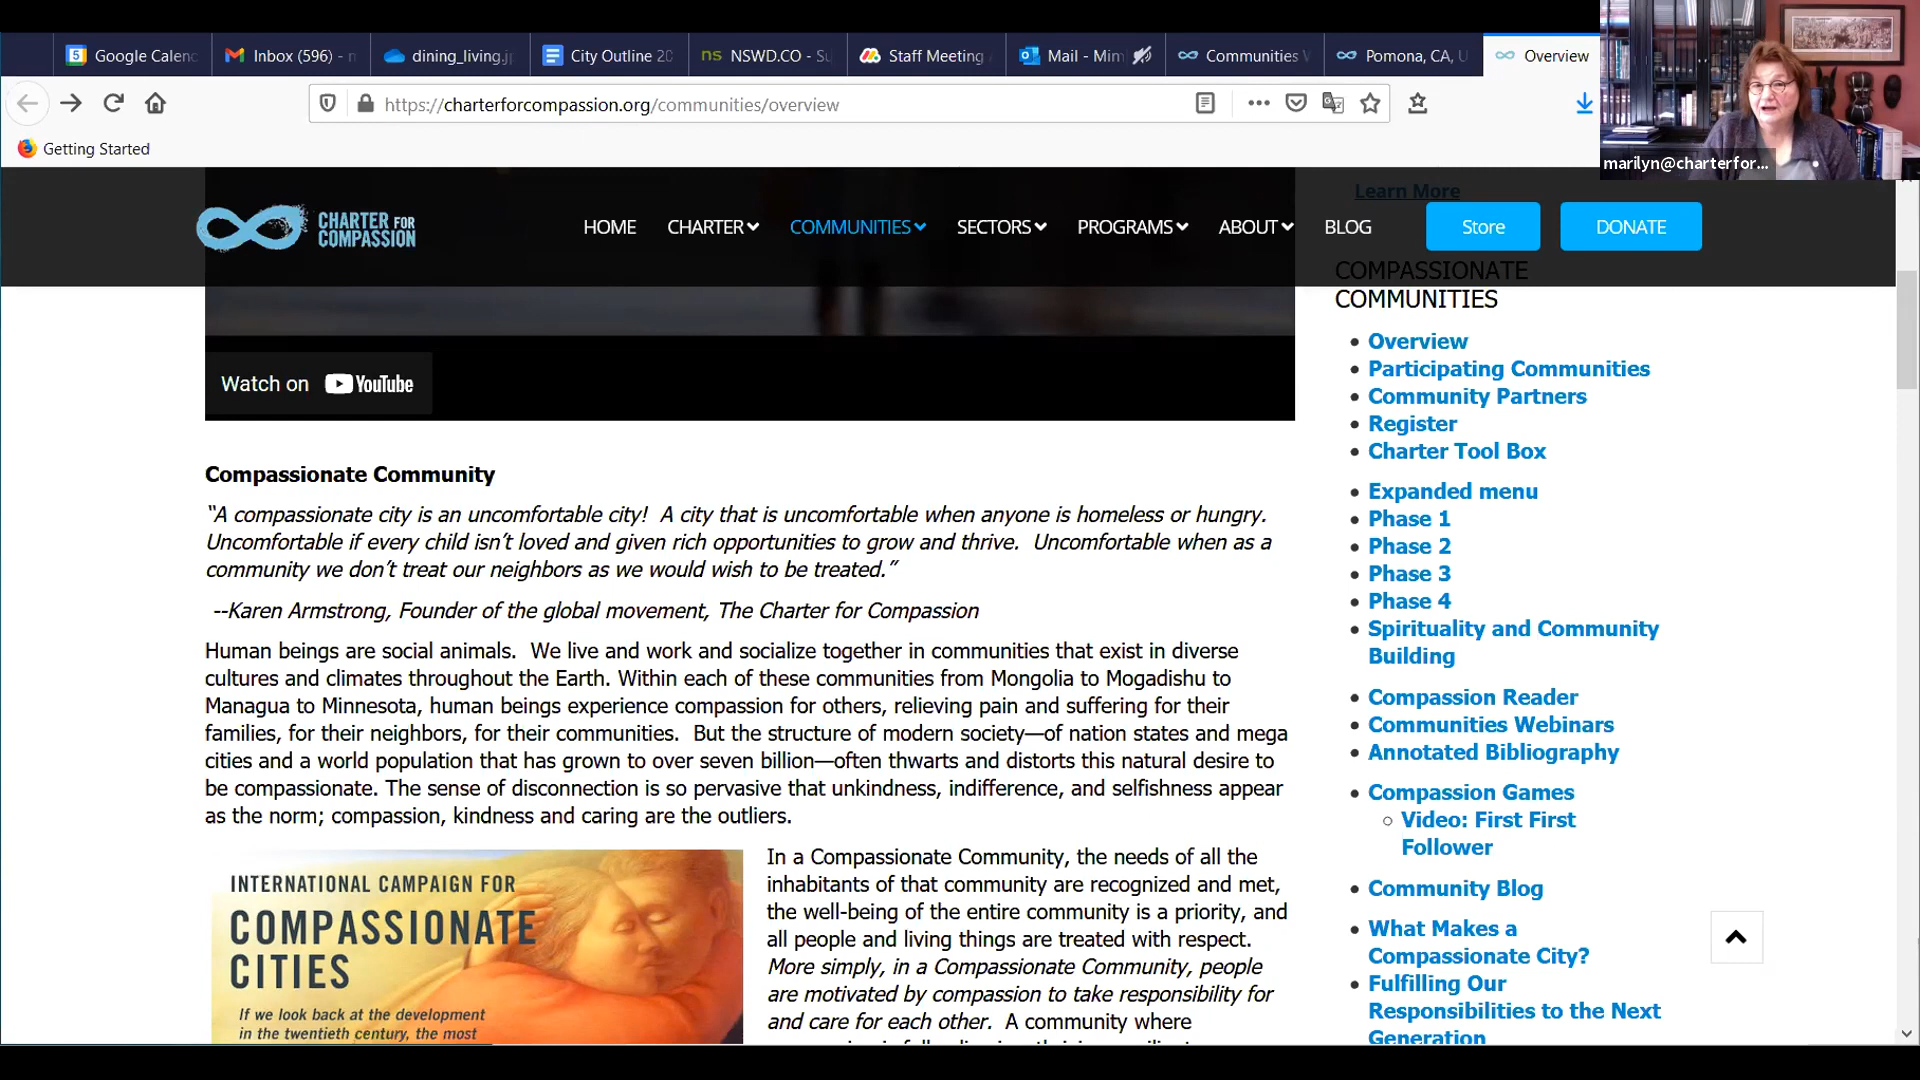 Google Calen
Inbox (596) -
dining_living.j
City Outline 20
NSWD.CO - Su
Staff Meeting
Mail - Mim
Communities
Pomona, CA, U
Overview
https://charterforcompassion.org/communities/overview
Getting Started
marilyn@charterfor...
Learn More
CHARTER FOR
COMPASSION
HOME CHARTER COMMUNITIES SECTORS PROGRAMS ABOUT BLOG Store DONATE
COMPASSIONATE
COMMUNITIES
Watch on YouTube
Compassionate Community
“A compassionate city is an uncomfortable city!  A city that is uncomfortable when anyone is homeless or hungry.
Uncomfortable if every child isn’t loved and given rich opportunities to grow and thrive.  Uncomfortable when as a
community we don’t treat our neighbors as we would wish to be treated.”
--Karen Armstrong, Founder of the global movement, The Charter for Compassion
Human beings are social animals.  We live and work and socialize together in communities that exist in diverse
cultures and climates throughout the Earth. Within each of these communities from Mongolia to Mogadishu to
Managua to Minnesota, human beings experience compassion for others, relieving pain and suffering for their
families, for their neighbors, for their communities.  But the structure of modern society—of nation states and mega
cities and a world population that has grown to over seven billion—often thwarts and distorts this natural desire to
be compassionate. The sense of disconnection is so pervasive that unkindness, indifference, and selfishness appear
as the norm; compassion, kindness and caring are the outliers.
INTERNATIONAL CAMPAIGN FOR
COMPASSIONATE
CITIES
If we look back at the development
in the twentieth century, the most
In a Compassionate Community, the needs of all the
inhabitants of that community are recognized and met,
the well-being of the entire community is a priority, and
all people and living things are treated with respect.
More simply, in a Compassionate Community, people
are motivated by compassion to take responsibility for
and care for each other.  A community where
Overview
Participating Communities
Community Partners
Register
Charter Tool Box
Expanded menu
Phase 1
Phase 2
Phase 3
Phase 4
Spirituality and Community
Building
Compassion Reader
Communities Webinars
Annotated Bibliography
Compassion Games
Video: First First
Follower
Community Blog
What Makes a
Compassionate City?
Fulfilling Our
Responsibilities to the Next
Generation